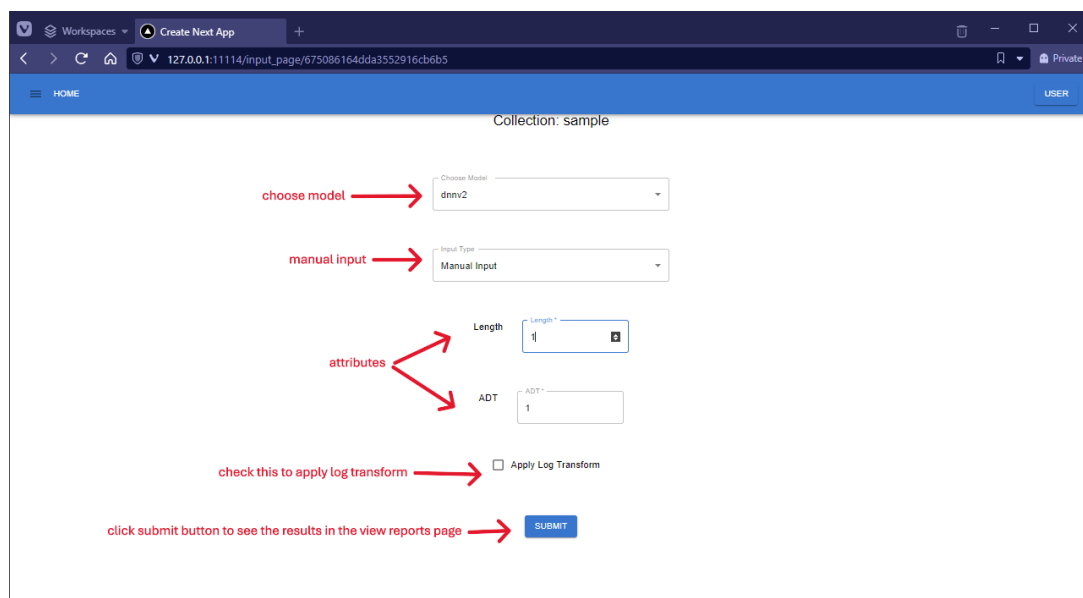 Workspaces
Create Next App
127.0.0.1:11114/input_page/675086164dda3552916cb6b5
Private
HOME
USER
Collection: sample
Choose Model
choose model
dnnv2
Input Type
manual input
Manual Input
Length
Length *
1
attributes
ADT
ADT *
1
check this to apply log transform
Apply Log Transform
click submit button to see the results in the view reports page
SUBMIT